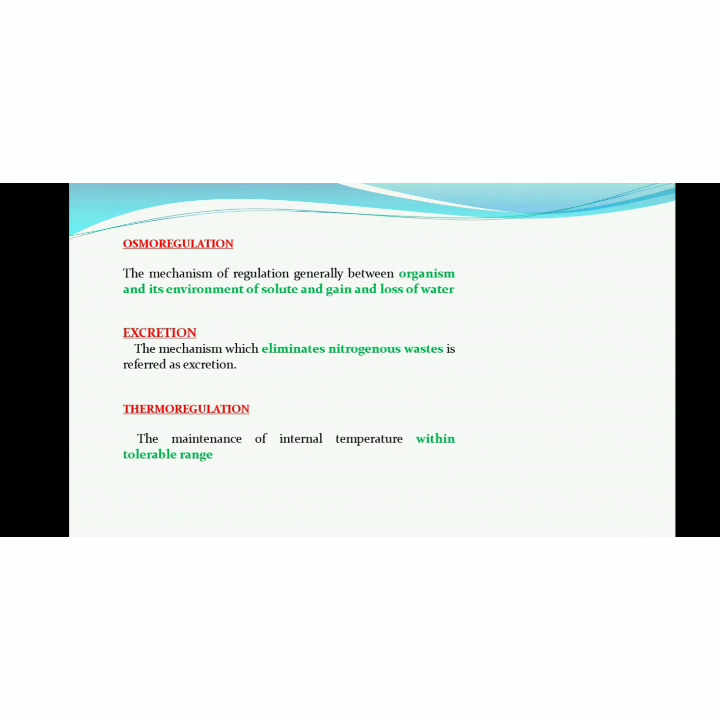 OSMOREGULATION
The mechanism of regulation generally between organism
and its environment of solute and gain and loss of water
EXCRETION
The mechanism which eliminates nitrogenous wastes is
referred as excretion.
THERMOREGULATION
The maintenance of internal temperature within
tolerable range